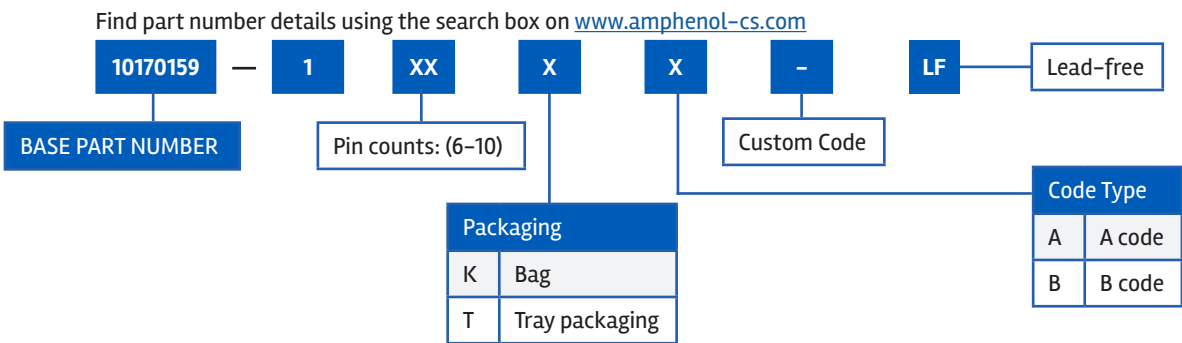 Find part number details using the search box on www.amphenol-cs.com
10170159 — 1 XX X X – LF Lead-free
BASE PART NUMBER
Pin counts: (6–10)
Custom Code
Packaging
K Bag
T Tray packaging
Code Type
A A code
B B code